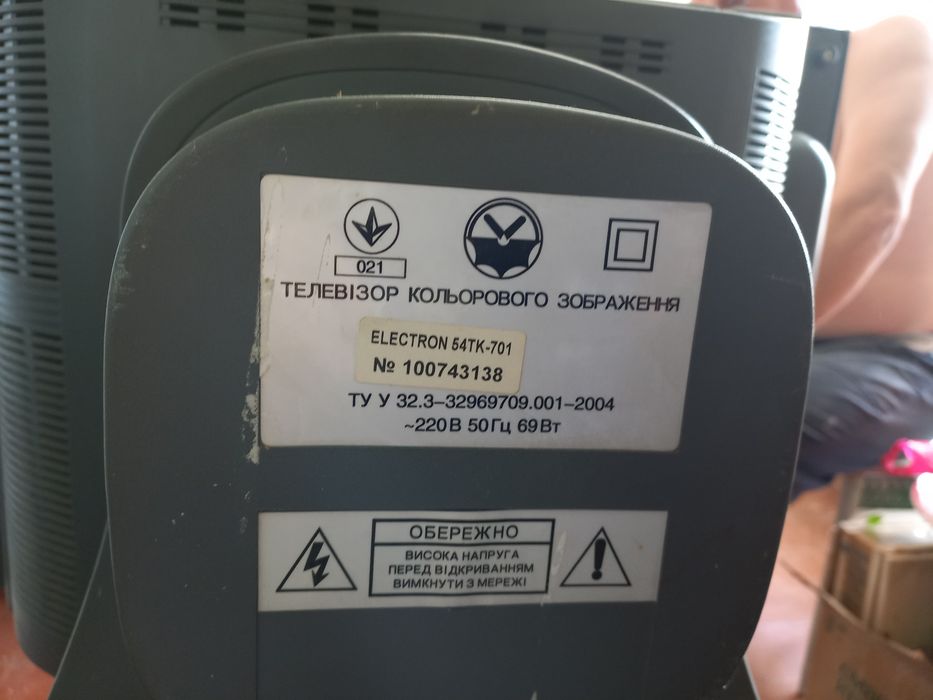 021
ТЕЛЕВІЗОР КОЛЬОРОВОГО ЗОБРАЖЕННЯ
ELECTRON 54TK-701
№ 100743138
ТУ У 32.3–32969709.001–2004
~220В 50Гц 69Вт
ОБЕРЕЖНО
ВИСОКА НАПРУГА
ПЕРЕД ВІДКРИВАННЯМ
ВИМКНУТИ З МЕРЕЖІ